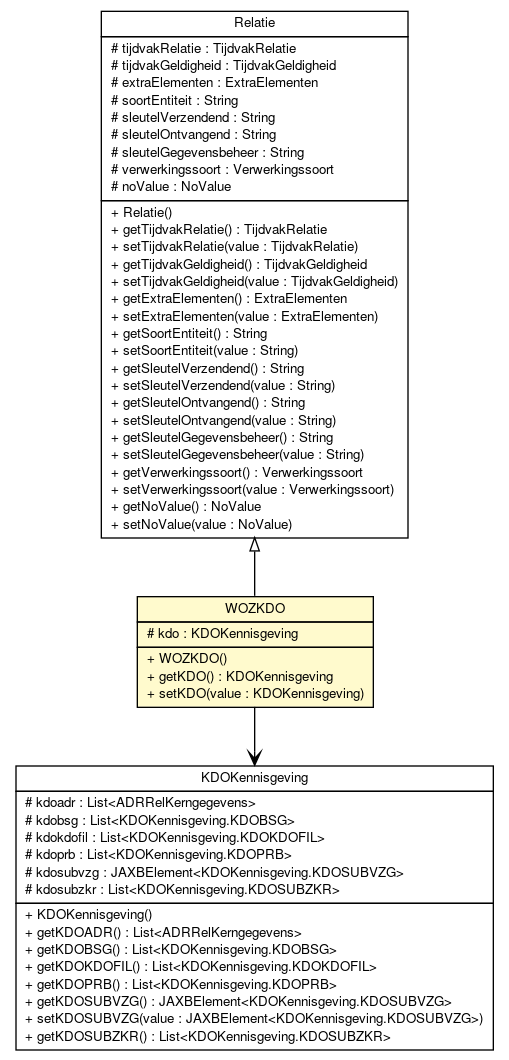 Relatie
# tijdvakRelatie : TijdvakRelatie
# tijdvakGeldigheid : TijdvakGeldigheid
# extraElementen : ExtraElementen
# soortEntiteit : String
# sleutelVerzendend : String
# sleutelOntvangend : String
# sleutelGegevensbeheer : String
# verwerkingssoort : Verwerkingssoort
# noValue : NoValue
+ Relatie()
+ getTijdvakRelatie() : TijdvakRelatie
+ setTijdvakRelatie(value : TijdvakRelatie)
+ getTijdvakGeldigheid() : TijdvakGeldigheid
+ setTijdvakGeldigheid(value : TijdvakGeldigheid)
+ getExtraElementen() : ExtraElementen
+ setExtraElementen(value : ExtraElementen)
+ getSoortEntiteit() : String
+ setSoortEntiteit(value : String)
+ getSleutelVerzendend() : String
+ setSleutelVerzendend(value : String)
+ getSleutelOntvangend() : String
+ setSleutelOntvangend(value : String)
+ getSleutelGegevensbeheer() : String
+ setSleutelGegevensbeheer(value : String)
+ getVerwerkingssoort() : Verwerkingssoort
+ setVerwerkingssoort(value : Verwerkingssoort)
+ getNoValue() : NoValue
+ setNoValue(value : NoValue)
WOZKDO
# kdo : KDOKennisgeving
+ WOZKDO()
+ getKDO() : KDOKennisgeving
+ setKDO(value : KDOKennisgeving)
KDOKennisgeving
# kdoadr : List<ADRRelKerngegevens>
# kdobsg : List<KDOKennisgeving.KDOBSG>
# kdokdofil : List<KDOKennisgeving.KDOKDOFIL>
# kdoprb : List<KDOKennisgeving.KDOPRB>
# kdosubvzg : JAXBElement<KDOKennisgeving.KDOSUBVZG>
# kdosubzkr : List<KDOKennisgeving.KDOSUBZKR>
+ KDOKennisgeving()
+ getKDOADR() : List<ADRRelKerngegevens>
+ getKDOBSG() : List<KDOKennisgeving.KDOBSG>
+ getKDOKDOFIL() : List<KDOKennisgeving.KDOKDOFIL>
+ getKDOPRB() : List<KDOKennisgeving.KDOPRB>
+ getKDOSUBVZG() : JAXBElement<KDOKennisgeving.KDOSUBVZG>
+ setKDOSUBVZG(value : JAXBElement<KDOKennisgeving.KDOSUBVZG>)
+ getKDOSUBZKR() : List<KDOKennisgeving.KDOSUBZKR>